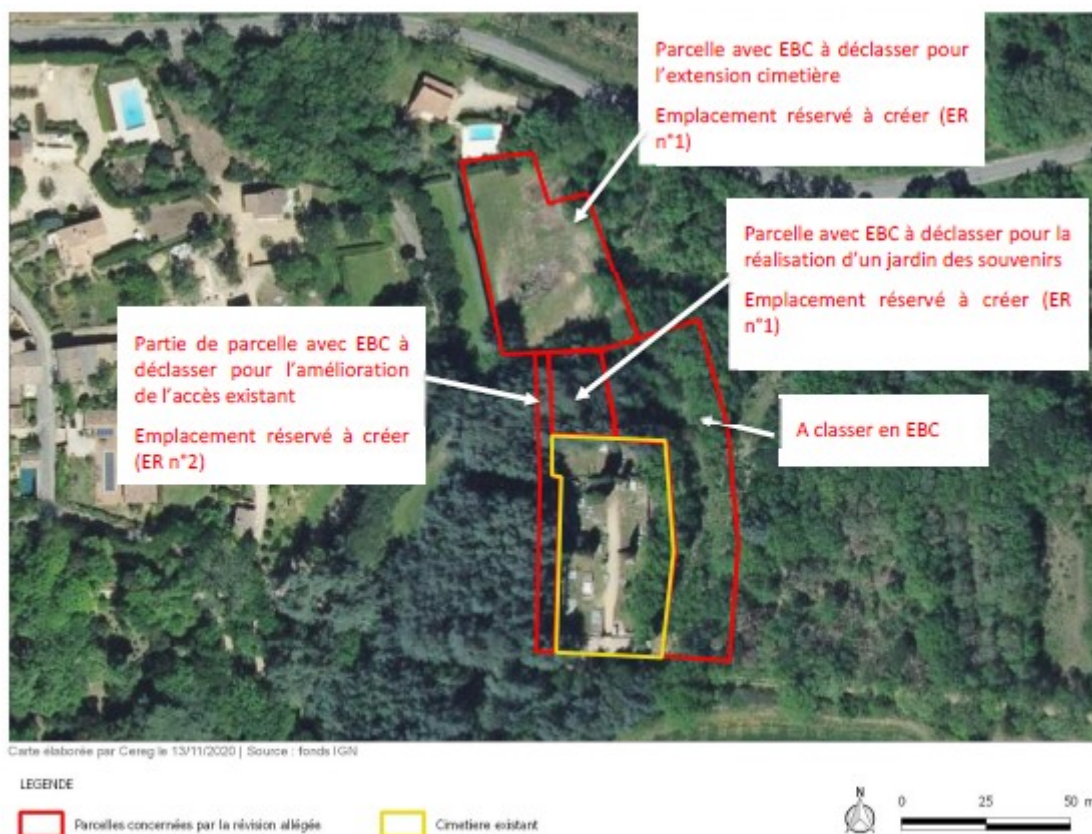 Parcelle avec EBC à déclasser pour
l'extension cimetière
Emplacement réservé à créer (ER
n°1)
Parcelle avec EBC à déclasser pour la
réalisation d'un jardin des souvenirs
Emplacement réservé à créer (ER
n°1)
Partie de parcelle avec EBC à
déclasser pour l'amélioration
de l'accès existant
Emplacement réservé à créer
(ER n°2)
A classer en EBC
Carte élaborée par Cereg le 13/11/2020 | Source : fonds IGN
LEGENDE
Parcelles concernées par la révision allégée
Cimetiere existant
N
0 25 50 m